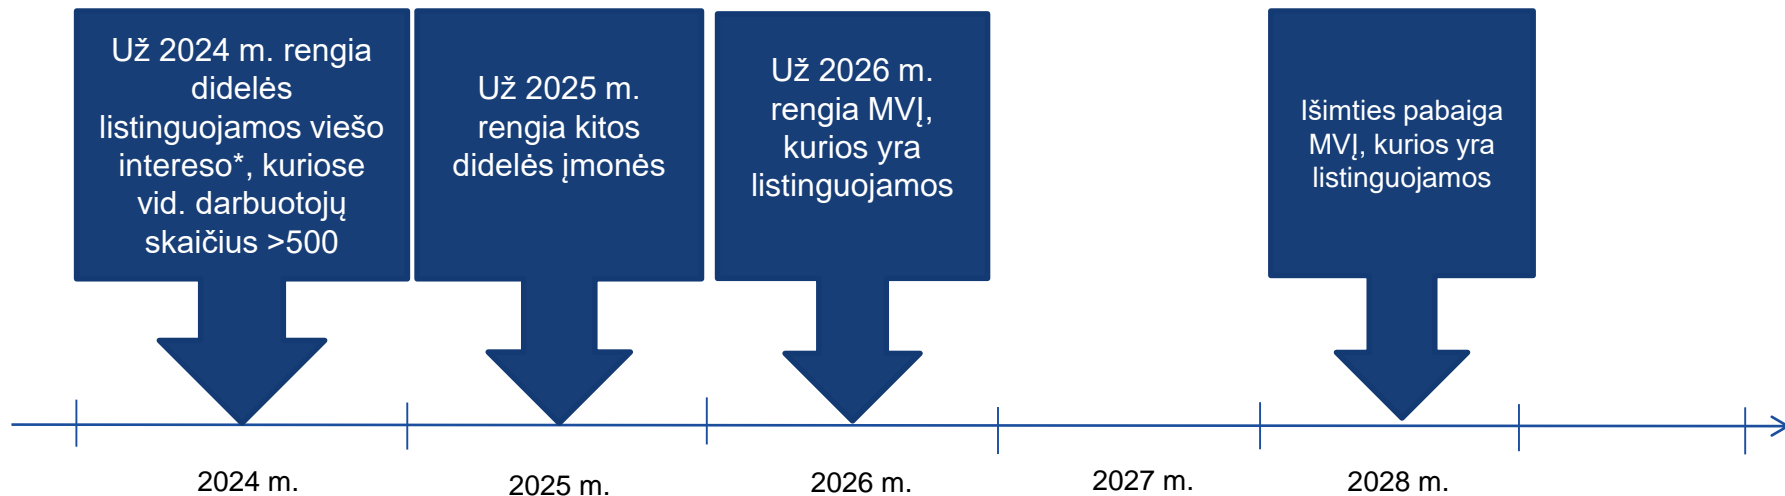 Už 2024 m. rengia
didelės
listinguojamos viešo
intereso*, kuriose
vid. darbuotojų
skaičius >500
Už 2025 m.
rengia kitos
didelės įmonės
Už 2026 m.
rengia MVĮ,
kurios yra
listinguojamos
Išimties pabaiga
MVĮ, kurios yra
listinguojamos
2024 m.
2025 m.
2026 m.
2027 m.
2028 m.